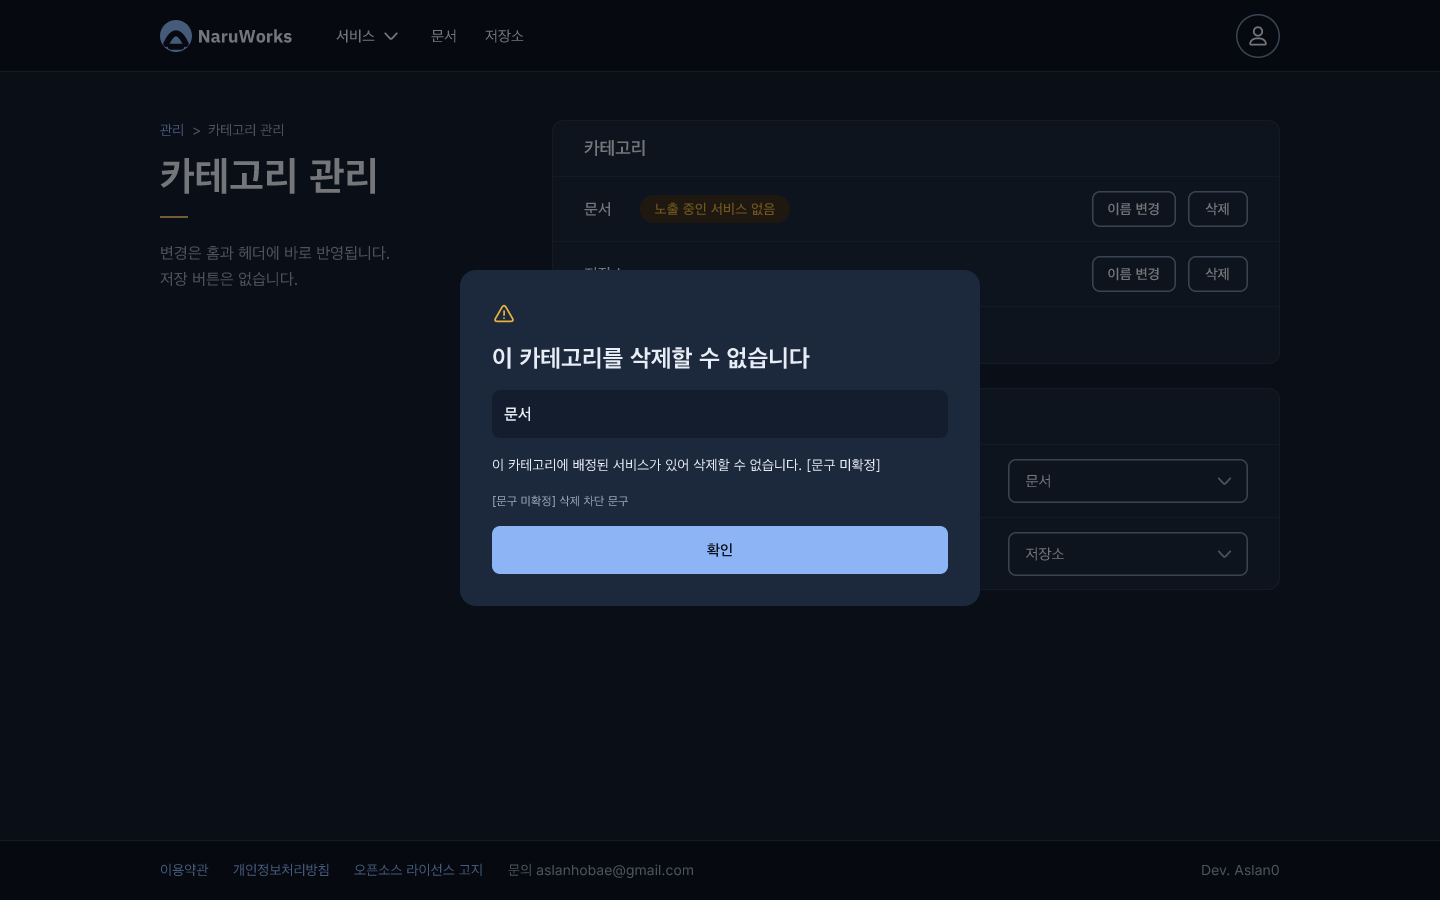 NaruWorks
서비스
문서
저장소
관리 > 카테고리 관리
카테고리 관리
변경은 홈과 헤더에 바로 반영됩니다.
저장 버튼은 없습니다.
카테고리
문서
노출 중인 서비스 없음
이름 변경
삭제
이름 변경
삭제
이 카테고리를 삭제할 수 없습니다
문서
이 카테고리에 배정된 서비스가 있어 삭제할 수 없습니다. [문구 미확정]
[문구 미확정] 삭제 차단 문구
확인
문서
저장소
이용약관
개인정보처리방침
오픈소스 라이선스 고지
문의 aslanhobae@gmail.com
Dev. Aslan0